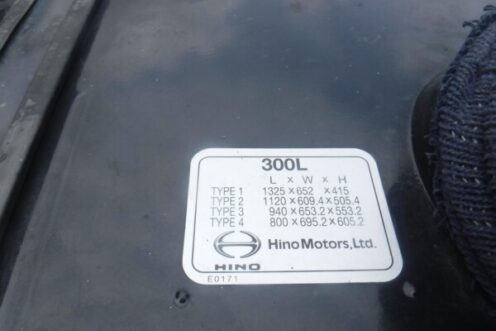 300L
L × W × H
TYPE 1 1325×652 ×415
TYPE 2 1120×609.4×505.4
TYPE 3 940×653.2×553.2
TYPE 4 800×695.2×605.2
HINO Hino Motors, Ltd.
E0171